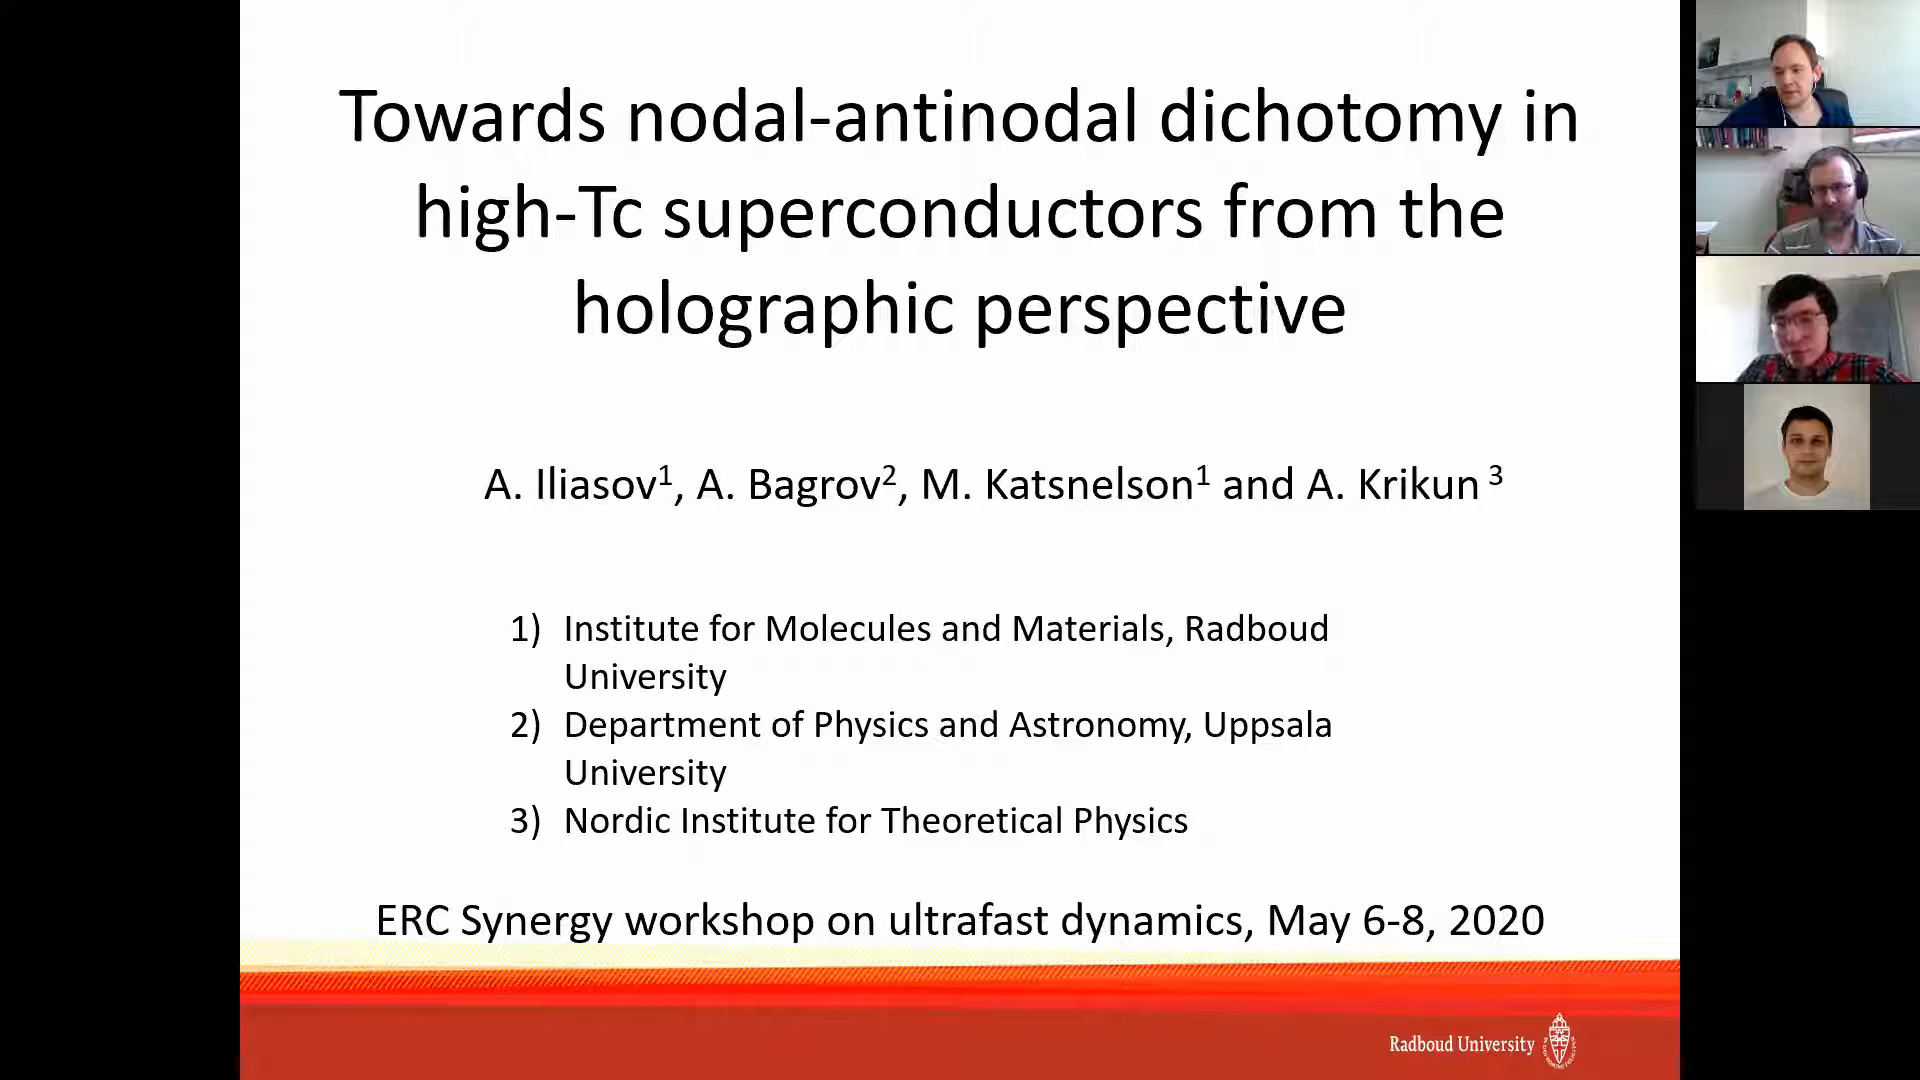 Towards nodal-antinodal dichotomy in
high-Tc superconductors from the
holographic perspective
A. Iliasov¹, A. Bagrov², M. Katsnelson¹ and A. Krikun ³
1) Institute for Molecules and Materials, Radboud
University
2) Department of Physics and Astronomy, Uppsala
University
3) Nordic Institute for Theoretical Physics
ERC Synergy workshop on ultrafast dynamics, May 6-8, 2020
Radboud University